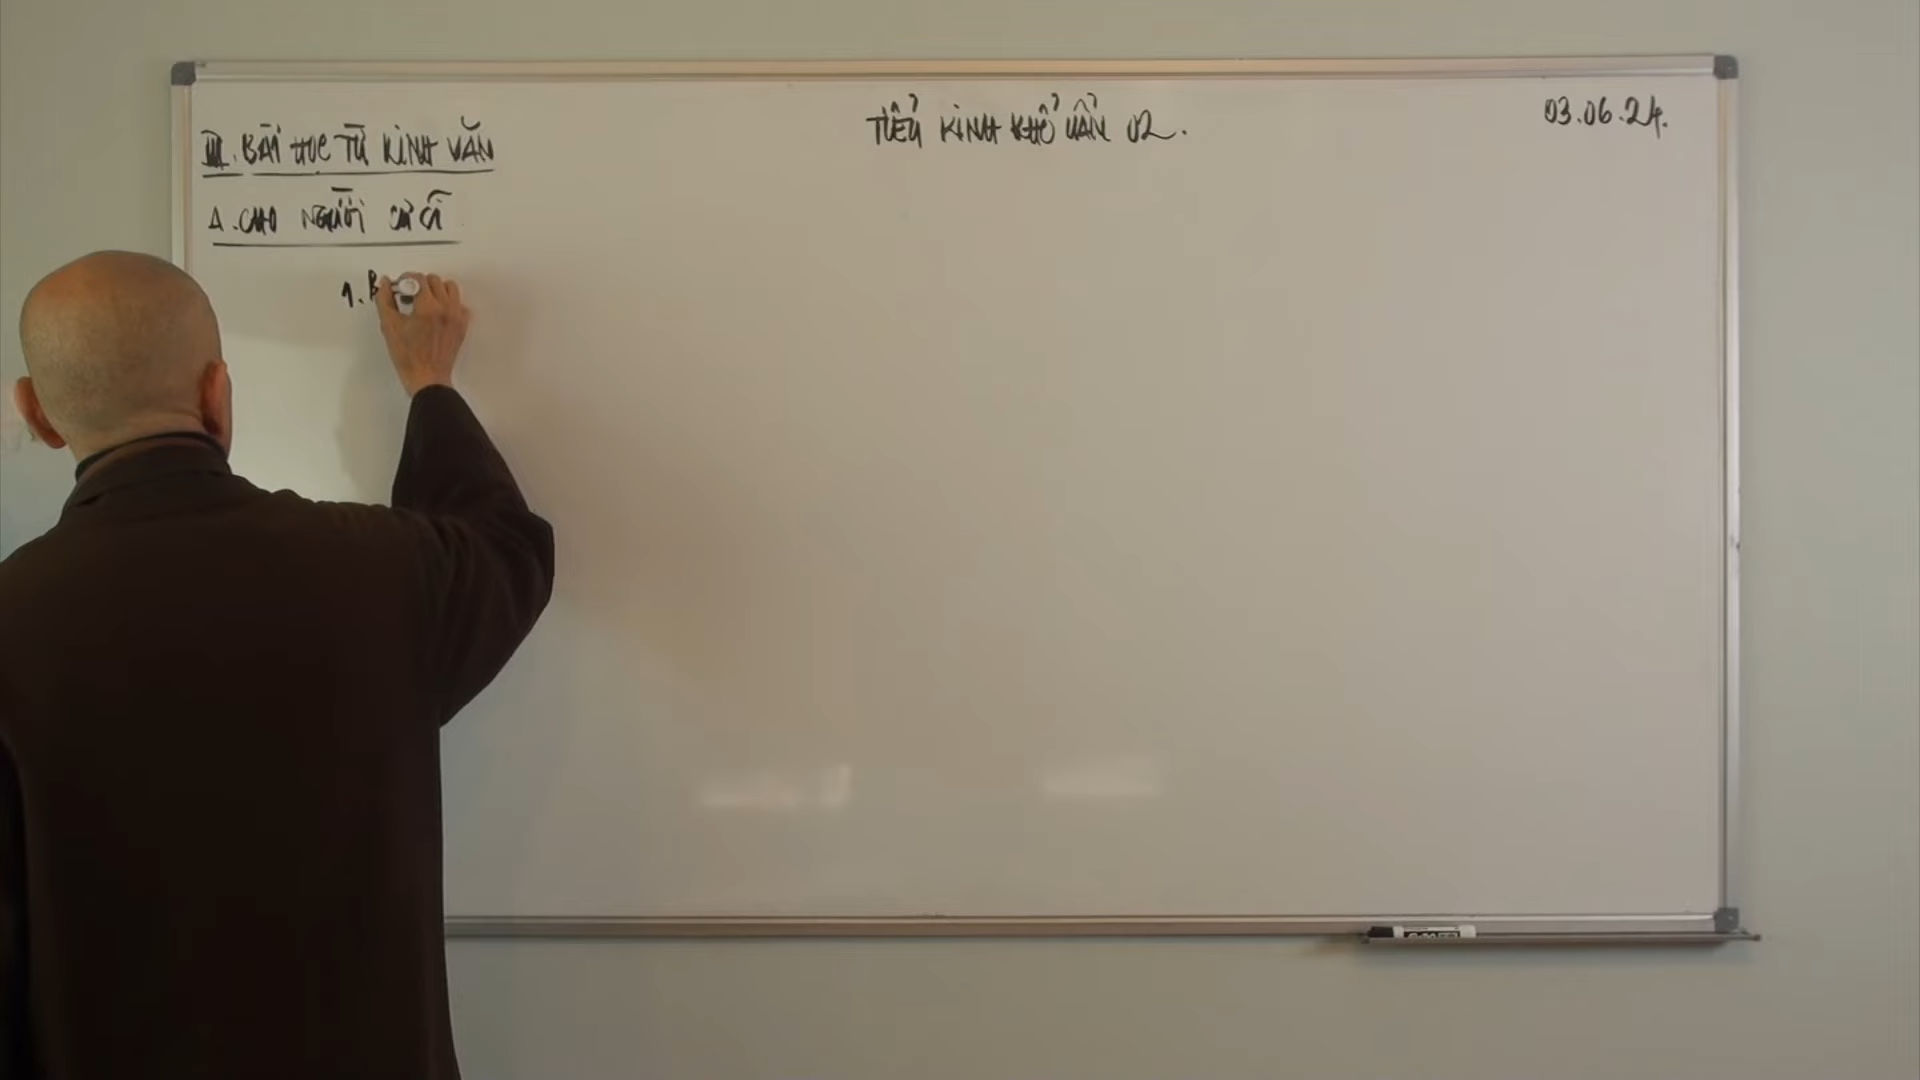 TIỂU KINH KHỔ UẨN 02.
03.06.24.
III. BÀI HỌC TỪ KINH VĂN
A. CHO NGƯỜI CƯ SĨ
1. B